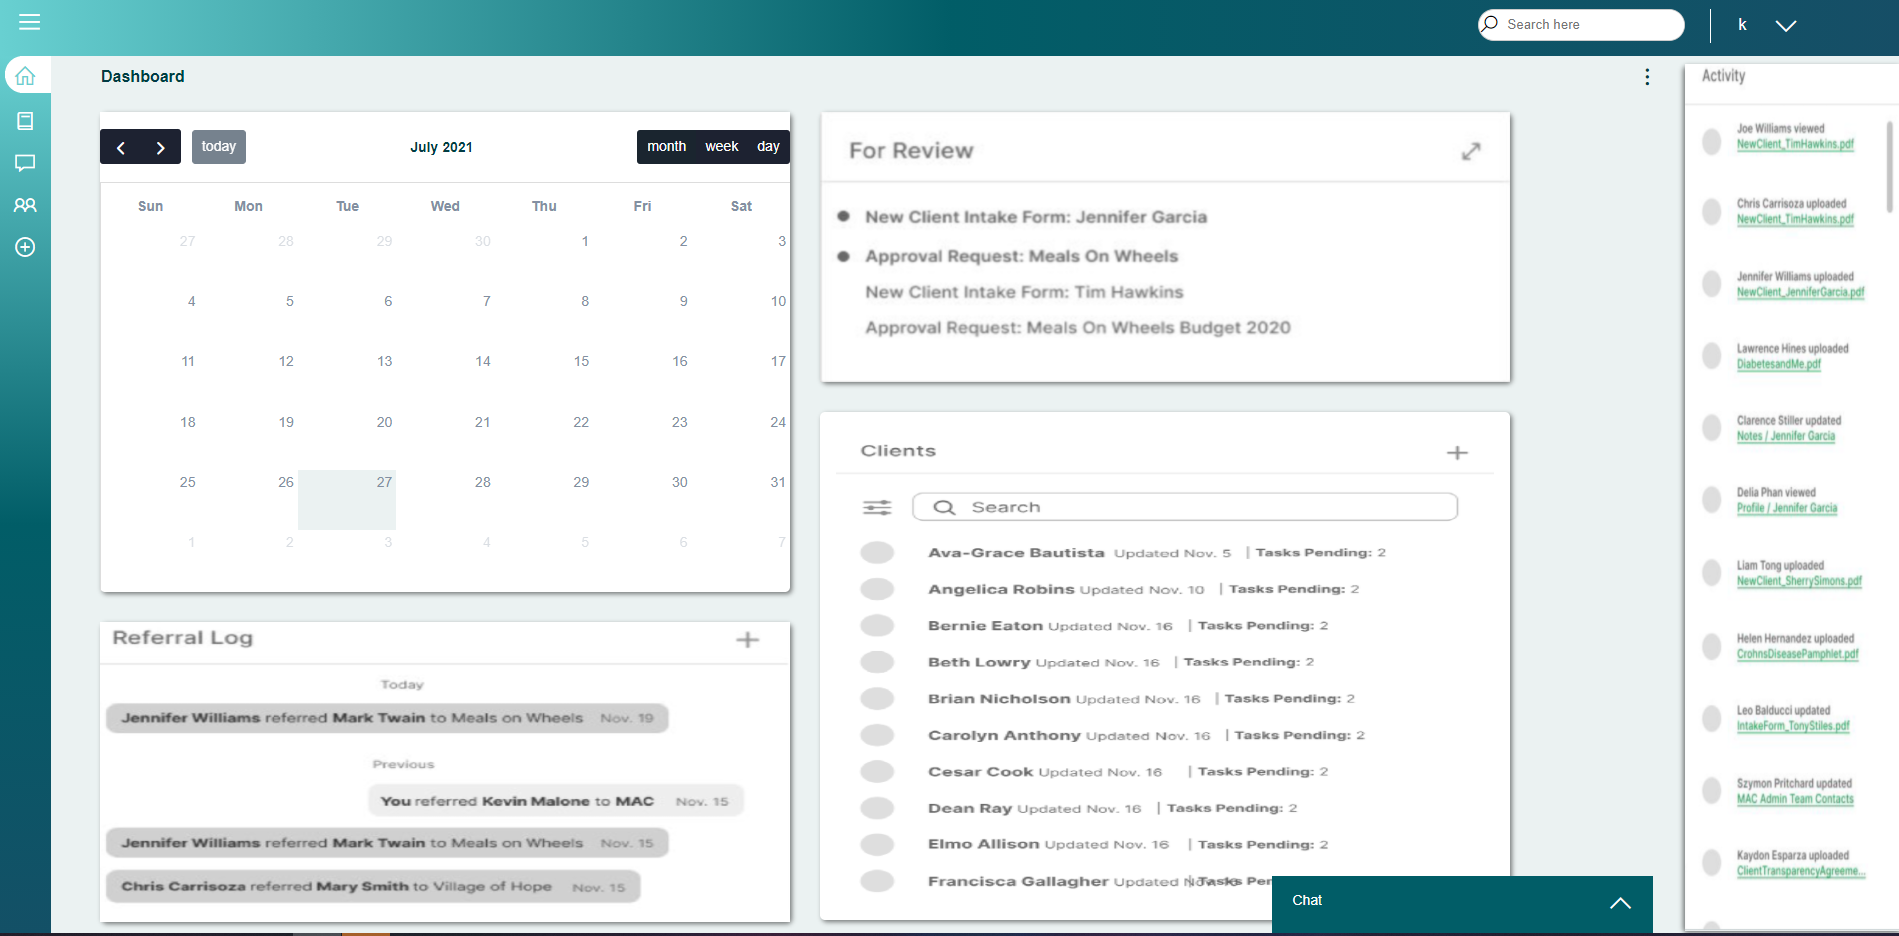 Search here
k
Dashboard
today
July 2021
month week day
Sun Mon Tue Wed Thu Fri Sat
27 28 29 30 1 2 3
4 5 6 7 8 9 10
11 12 13 14 15 16 17
18 19 20 21 22 23 24
25 26 27 28 29 30 31
1 2 3 4 5 6 7
Referral Log
Today
Jennifer Williams referred Mark Twain to Meals on Wheels Nov. 19
Previous
You referred Kevin Malone to MAC Nov. 15
Jennifer Williams referred Mark Twain to Meals on Wheels Nov. 15
Chris Carrisoza referred Mary Smith to Village of Hope Nov. 15
For Review
New Client Intake Form: Jennifer Garcia
Approval Request: Meals On Wheels
New Client Intake Form: Tim Hawkins
Approval Request: Meals On Wheels Budget 2020
Clients
Search
Ava-Grace Bautista Updated Nov. 5 | Tasks Pending: 2
Angelica Robins Updated Nov. 10 | Tasks Pending: 2
Bernie Eaton Updated Nov. 16 | Tasks Pending: 2
Beth Lowry Updated Nov. 16 | Tasks Pending: 2
Brian Nicholson Updated Nov. 16 | Tasks Pending: 2
Carolyn Anthony Updated Nov. 16 | Tasks Pending: 2
Cesar Cook Updated Nov. 16 | Tasks Pending: 2
Dean Ray Updated Nov. 16 | Tasks Pending: 2
Elmo Allison Updated Nov. 16 | Tasks Pending: 2
Francisca Gallagher Updated
Chat
Activity
Joe Williams viewed
NewClient_TimHawkins.pdf
Chris Carrisoza uploaded
NewClient_TimHawkins.pdf
Jennifer Williams uploaded
NewClient_JenniferGarcia.pdf
Lawrence Hines uploaded
DiabetesandMe.pdf
Clarence Stiller updated
Notes / Jennifer Garcia
Delia Phan viewed
Profile / Jennifer Garcia
Liam Tong uploaded
NewClient_SherrySimons.pdf
Helen Hernandez uploaded
CrohnsDiseasePamphlet.pdf
Leo Balducci updated
IntakeForm_TonyStiles.pdf
Szymon Pritchard updated
MAC Admin Team Contacts
Kaydon Esparza uploaded
ClientTransparencyAgreeme...